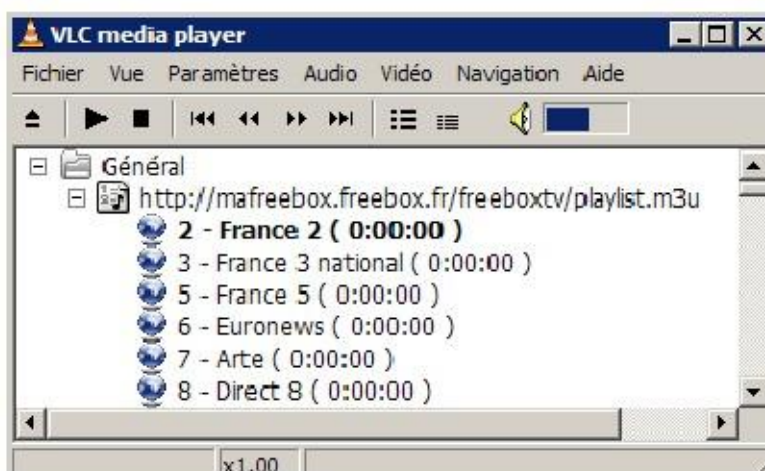 VLC media player
Fichier Vue Paramètres Audio Vidéo Navigation Aide
Général
http://mafreebox.freebox.fr/freeboxtv/playlist.m3u
2 - France 2 ( 0:00:00 )
3 - France 3 national ( 0:00:00 )
5 - France 5 ( 0:00:00 )
6 - Euronews ( 0:00:00 )
7 - Arte ( 0:00:00 )
8 - Direct 8 ( 0:00:00 )
x1.00